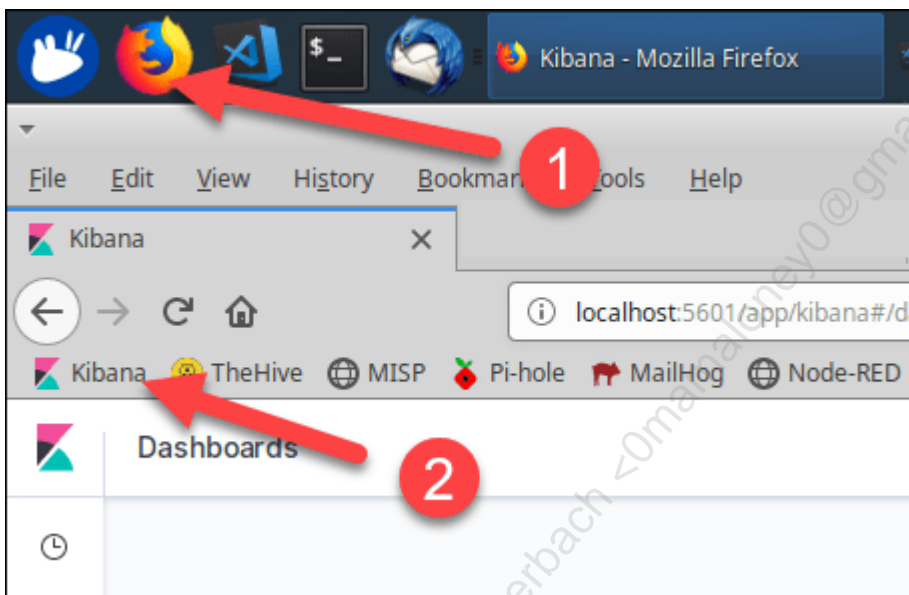 $_
Kibana - Mozilla Firefox
1
File Edit View History Help
Kibana
localhost:5601/app/kibana#/d
Kibana TheHive MISP Pi-hole MailHog Node-RED
Dashboards
2